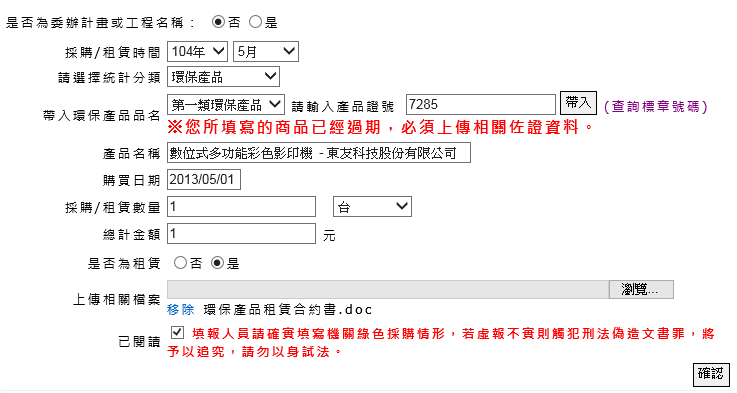 是否為委辦計畫或工程名稱： 否 是
採購/租賃時間 104年 5月
請選擇統計分類 環保產品
帶入環保產品品名 第一類環保產品 請輸入產品證號 7285 帶入 (查詢標章號碼)
※您所填寫的商品已經過期，必須上傳相關佐證資料。
產品名稱 數位式多功能彩色影印機 - 東友科技股份有限公司
購買日期 2013/05/01
採購/租賃數量 1 台
總計金額 1 元
是否為租賃 否 是
上傳相關檔案 瀏覽...
移除 環保產品租賃合約書.doc
已閱讀 填報人員請確實填寫機關綠色採購情形，若虛報不實則觸犯刑法偽造文書罪，將
予以追究，請勿以身試法。
確認